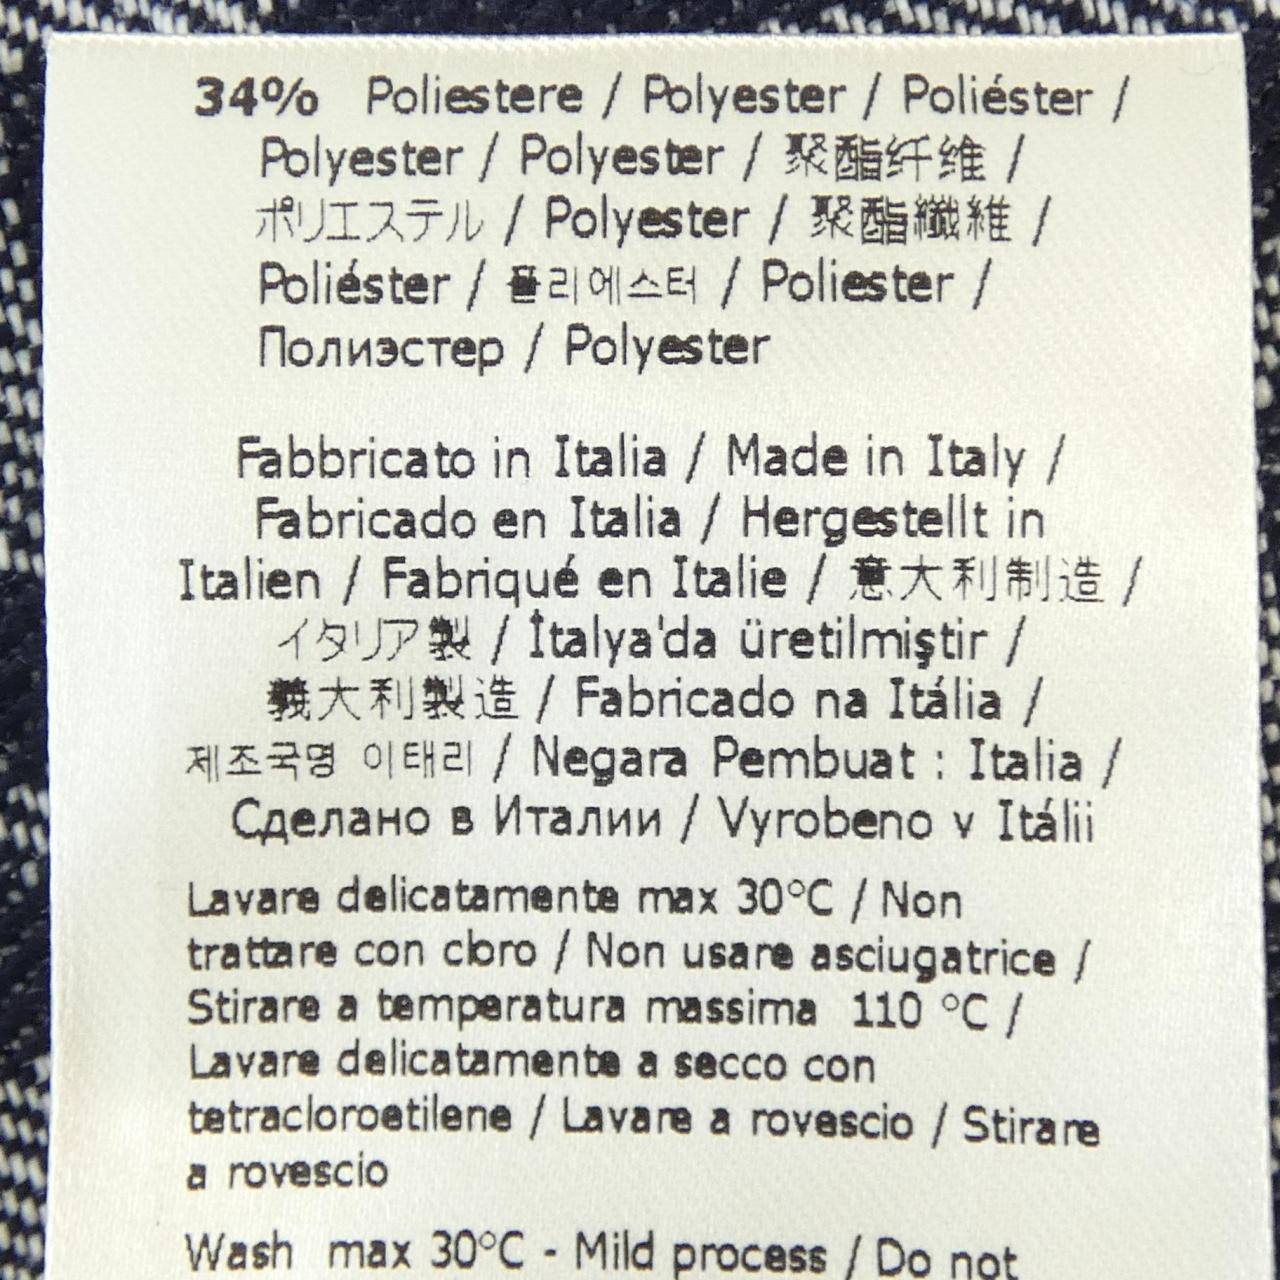 34% Poliestere / Polyester / Poliéster /
Polyester / Polyester / 聚酯纤维 /
ポリエステル / Polyester / 聚酯纖維 /
Poliéster / 폴리에스터 / Poliester /
Полиэстер / Polyester
Fabbricato in Italia / Made in Italy /
Fabricado en Italia / Hergestellt in
Italien / Fabriqué en Italie / 意大利制造 /
イタリア製 / İtalya'da üretilmiştir /
義大利製造 / Fabricado na Itália /
제조국명 이태리 / Negara Pembuat : Italia /
Сделано в Италии / Vyrobeno v Itálii
Lavare delicatamente max 30°C / Non
trattare con cloro / Non usare asciugatrice /
Stirare a temperatura massima 110 °C /
Lavare delicatamente a secco con
tetracloroetilene / Lavare a rovescio / Stirare
a rovescio
Wash max 30°C - Mild process / Do not